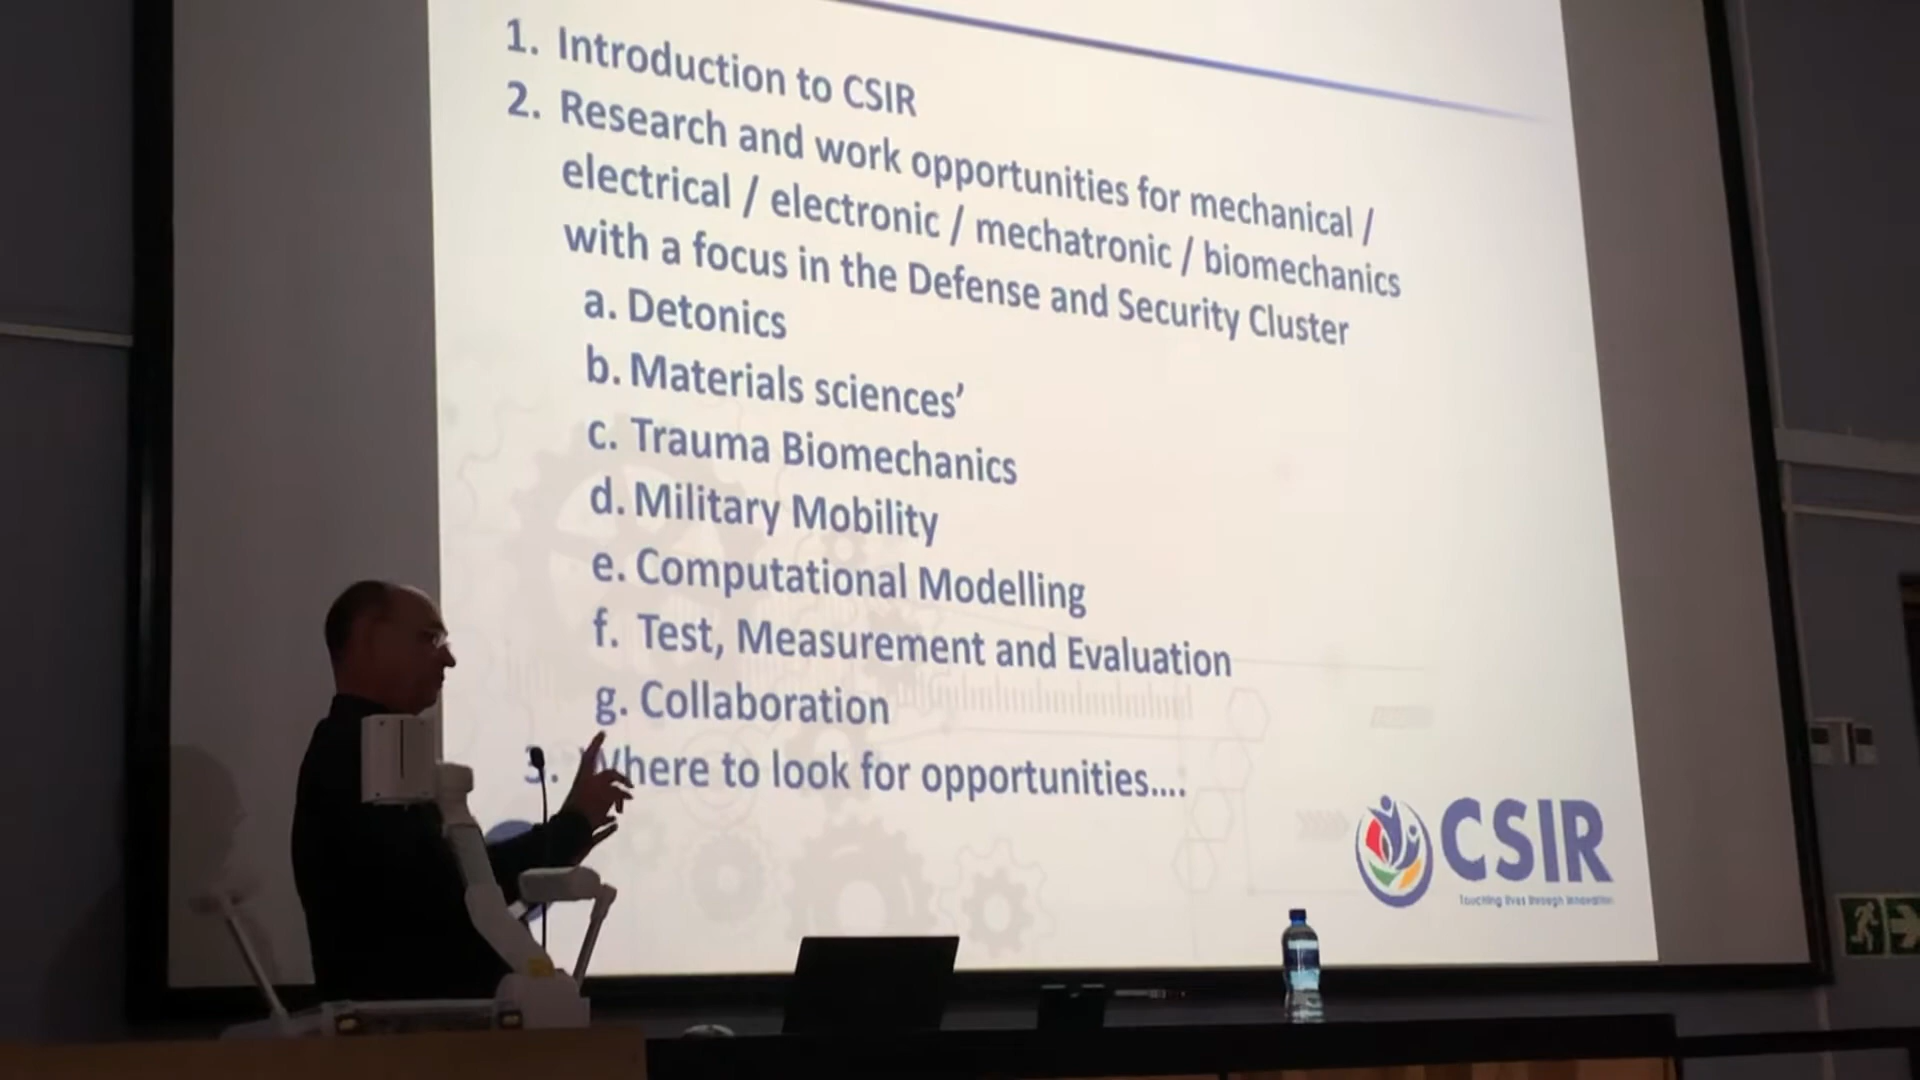 1. Introduction to CSIR
2. Research and work opportunities for mechanical /
electrical / electronic / mechatronic / biomechanics
with a focus in the Defense and Security Cluster
a. Detonics
b. Materials sciences’
c. Trauma Biomechanics
d. Military Mobility
e. Computational Modelling
f. Test, Measurement and Evaluation
g. Collaboration
3. Where to look for opportunities....
CSIR
Touching lives through innovation